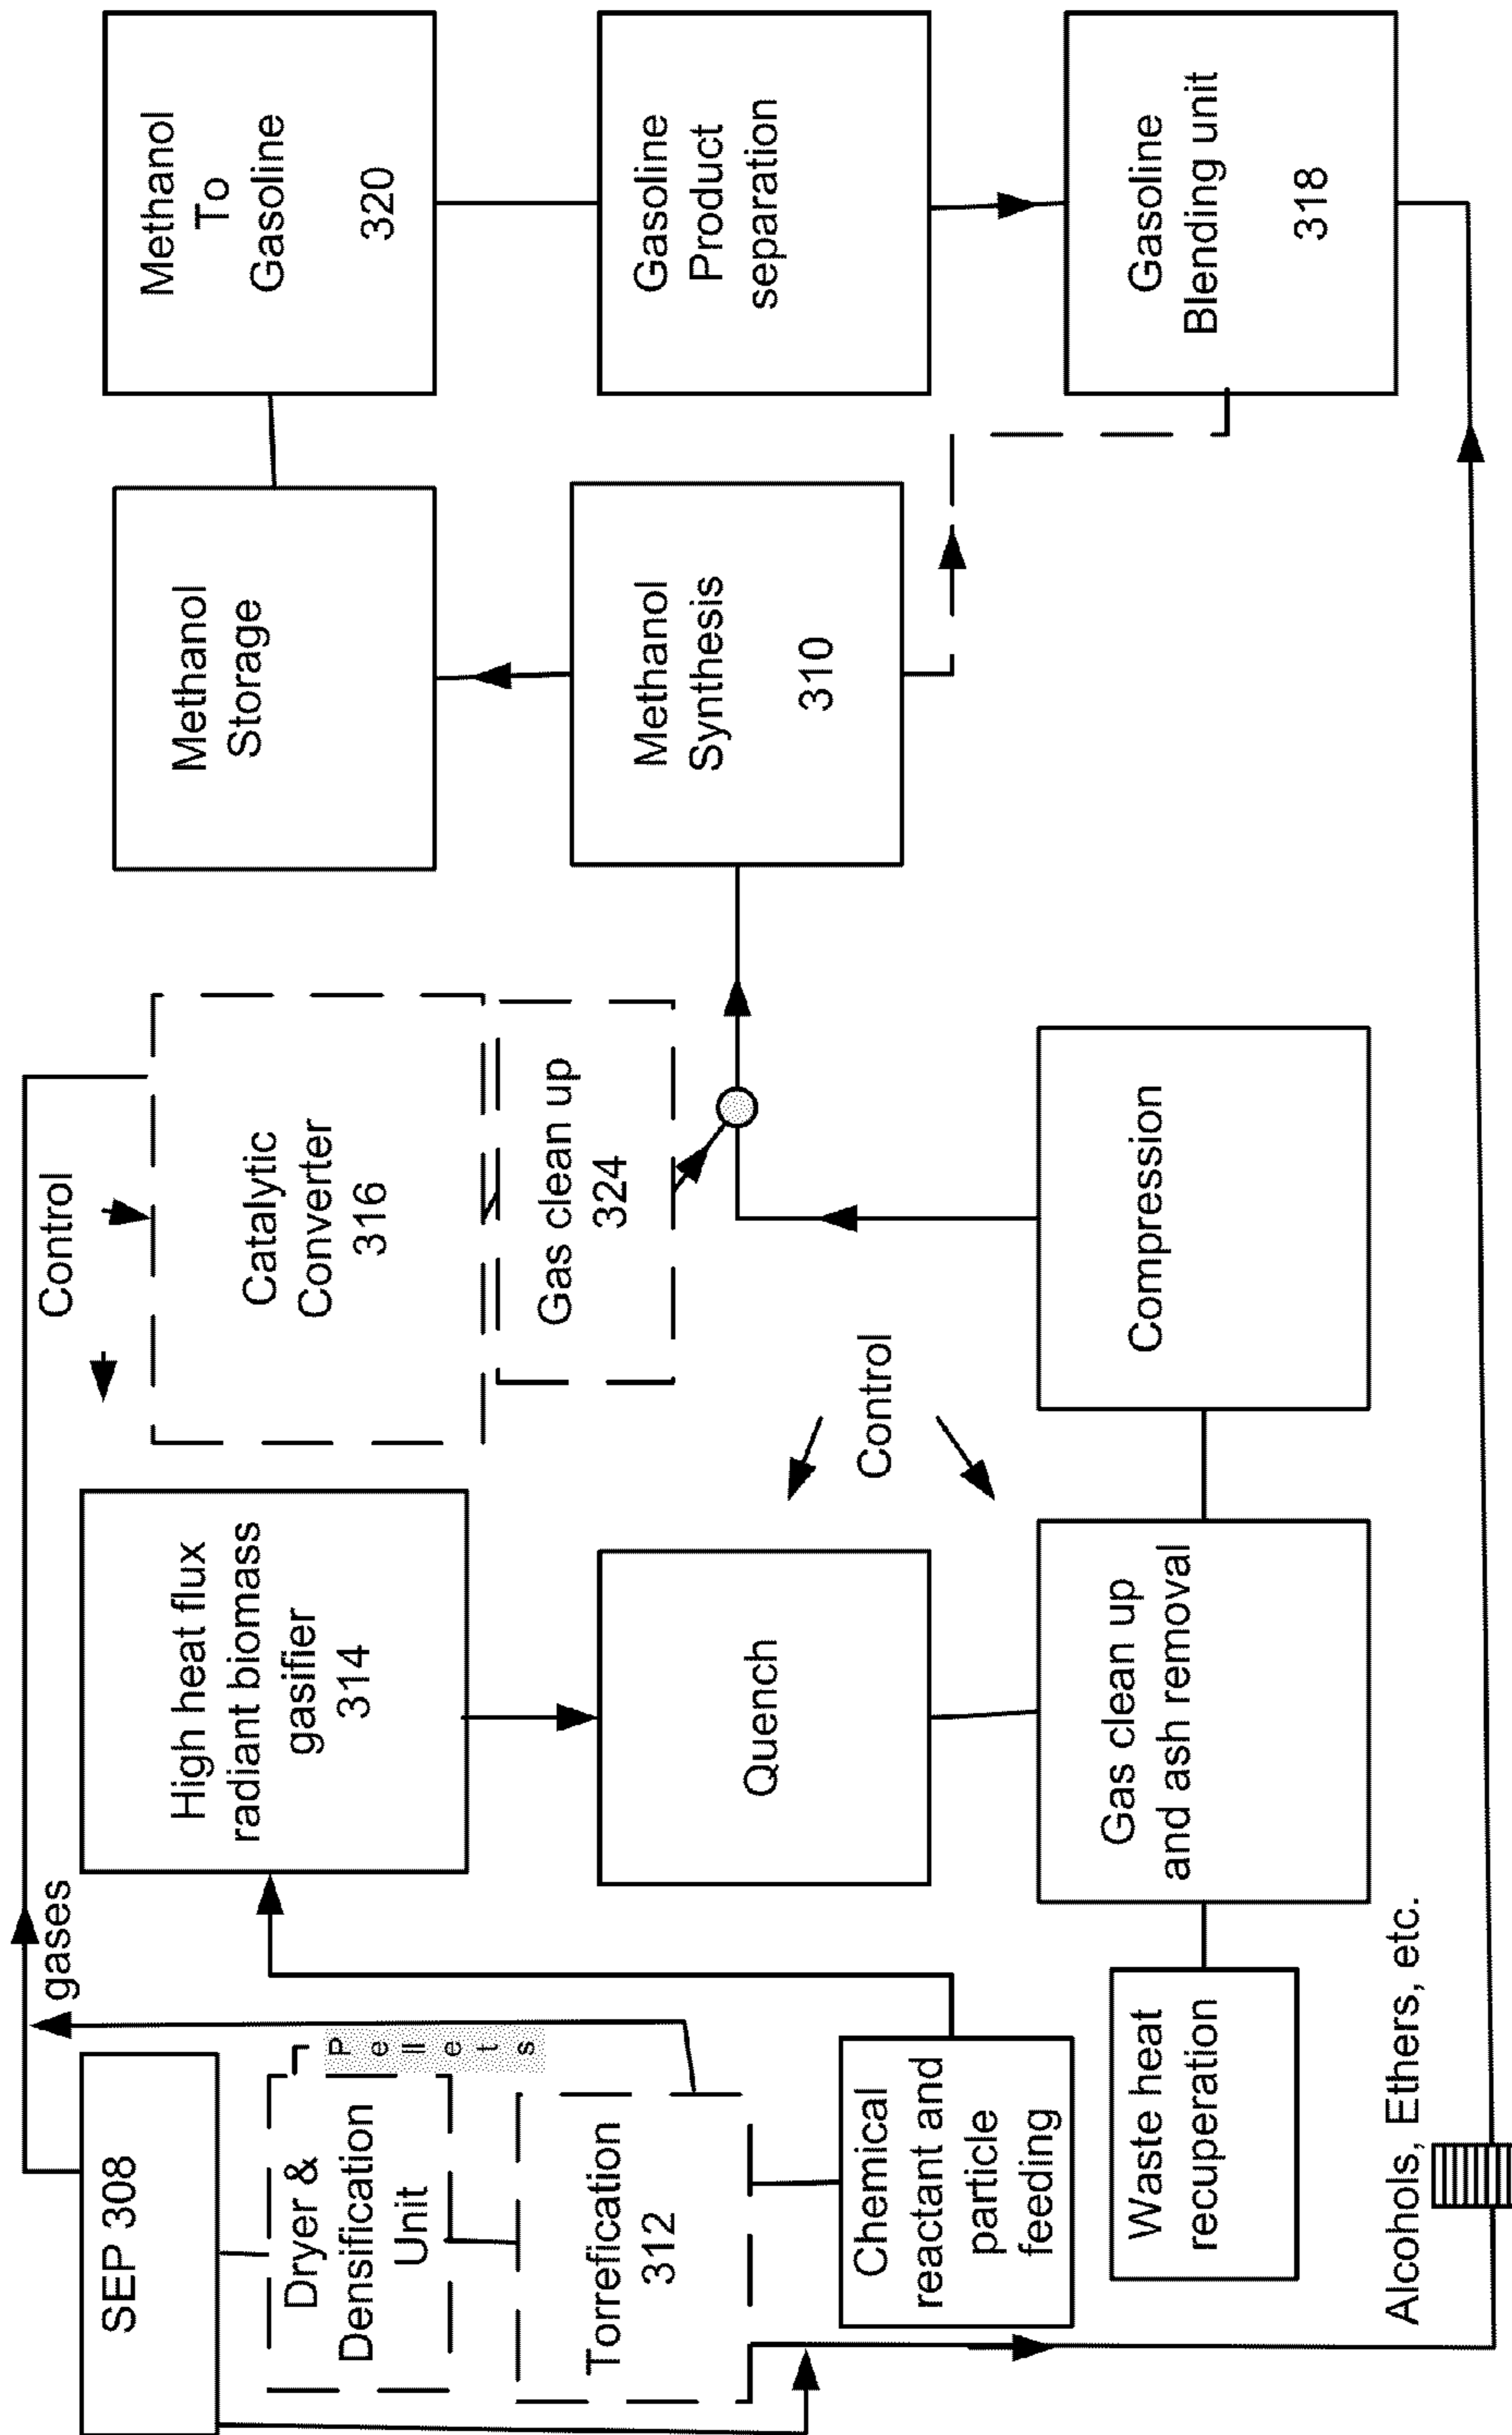 SEP 308
Dryer &
Densification
Unit
Pellets
Torrefication
312
Chemical
reactant and
particle
feeding
Waste heat
recuperation
Alcohols, Ethers, etc.
gases
High heat flux
radiant biomass
gasifier
314
Quench
Gas clean up
and ash removal
Control
Control
Catalytic
Converter
316
Gas clean up
324
Compression
Methanol
Storage
Methanol
Synthesis
310
Methanol
To
Gasoline
320
Gasoline
Product
separation
Gasoline
Blending unit
318